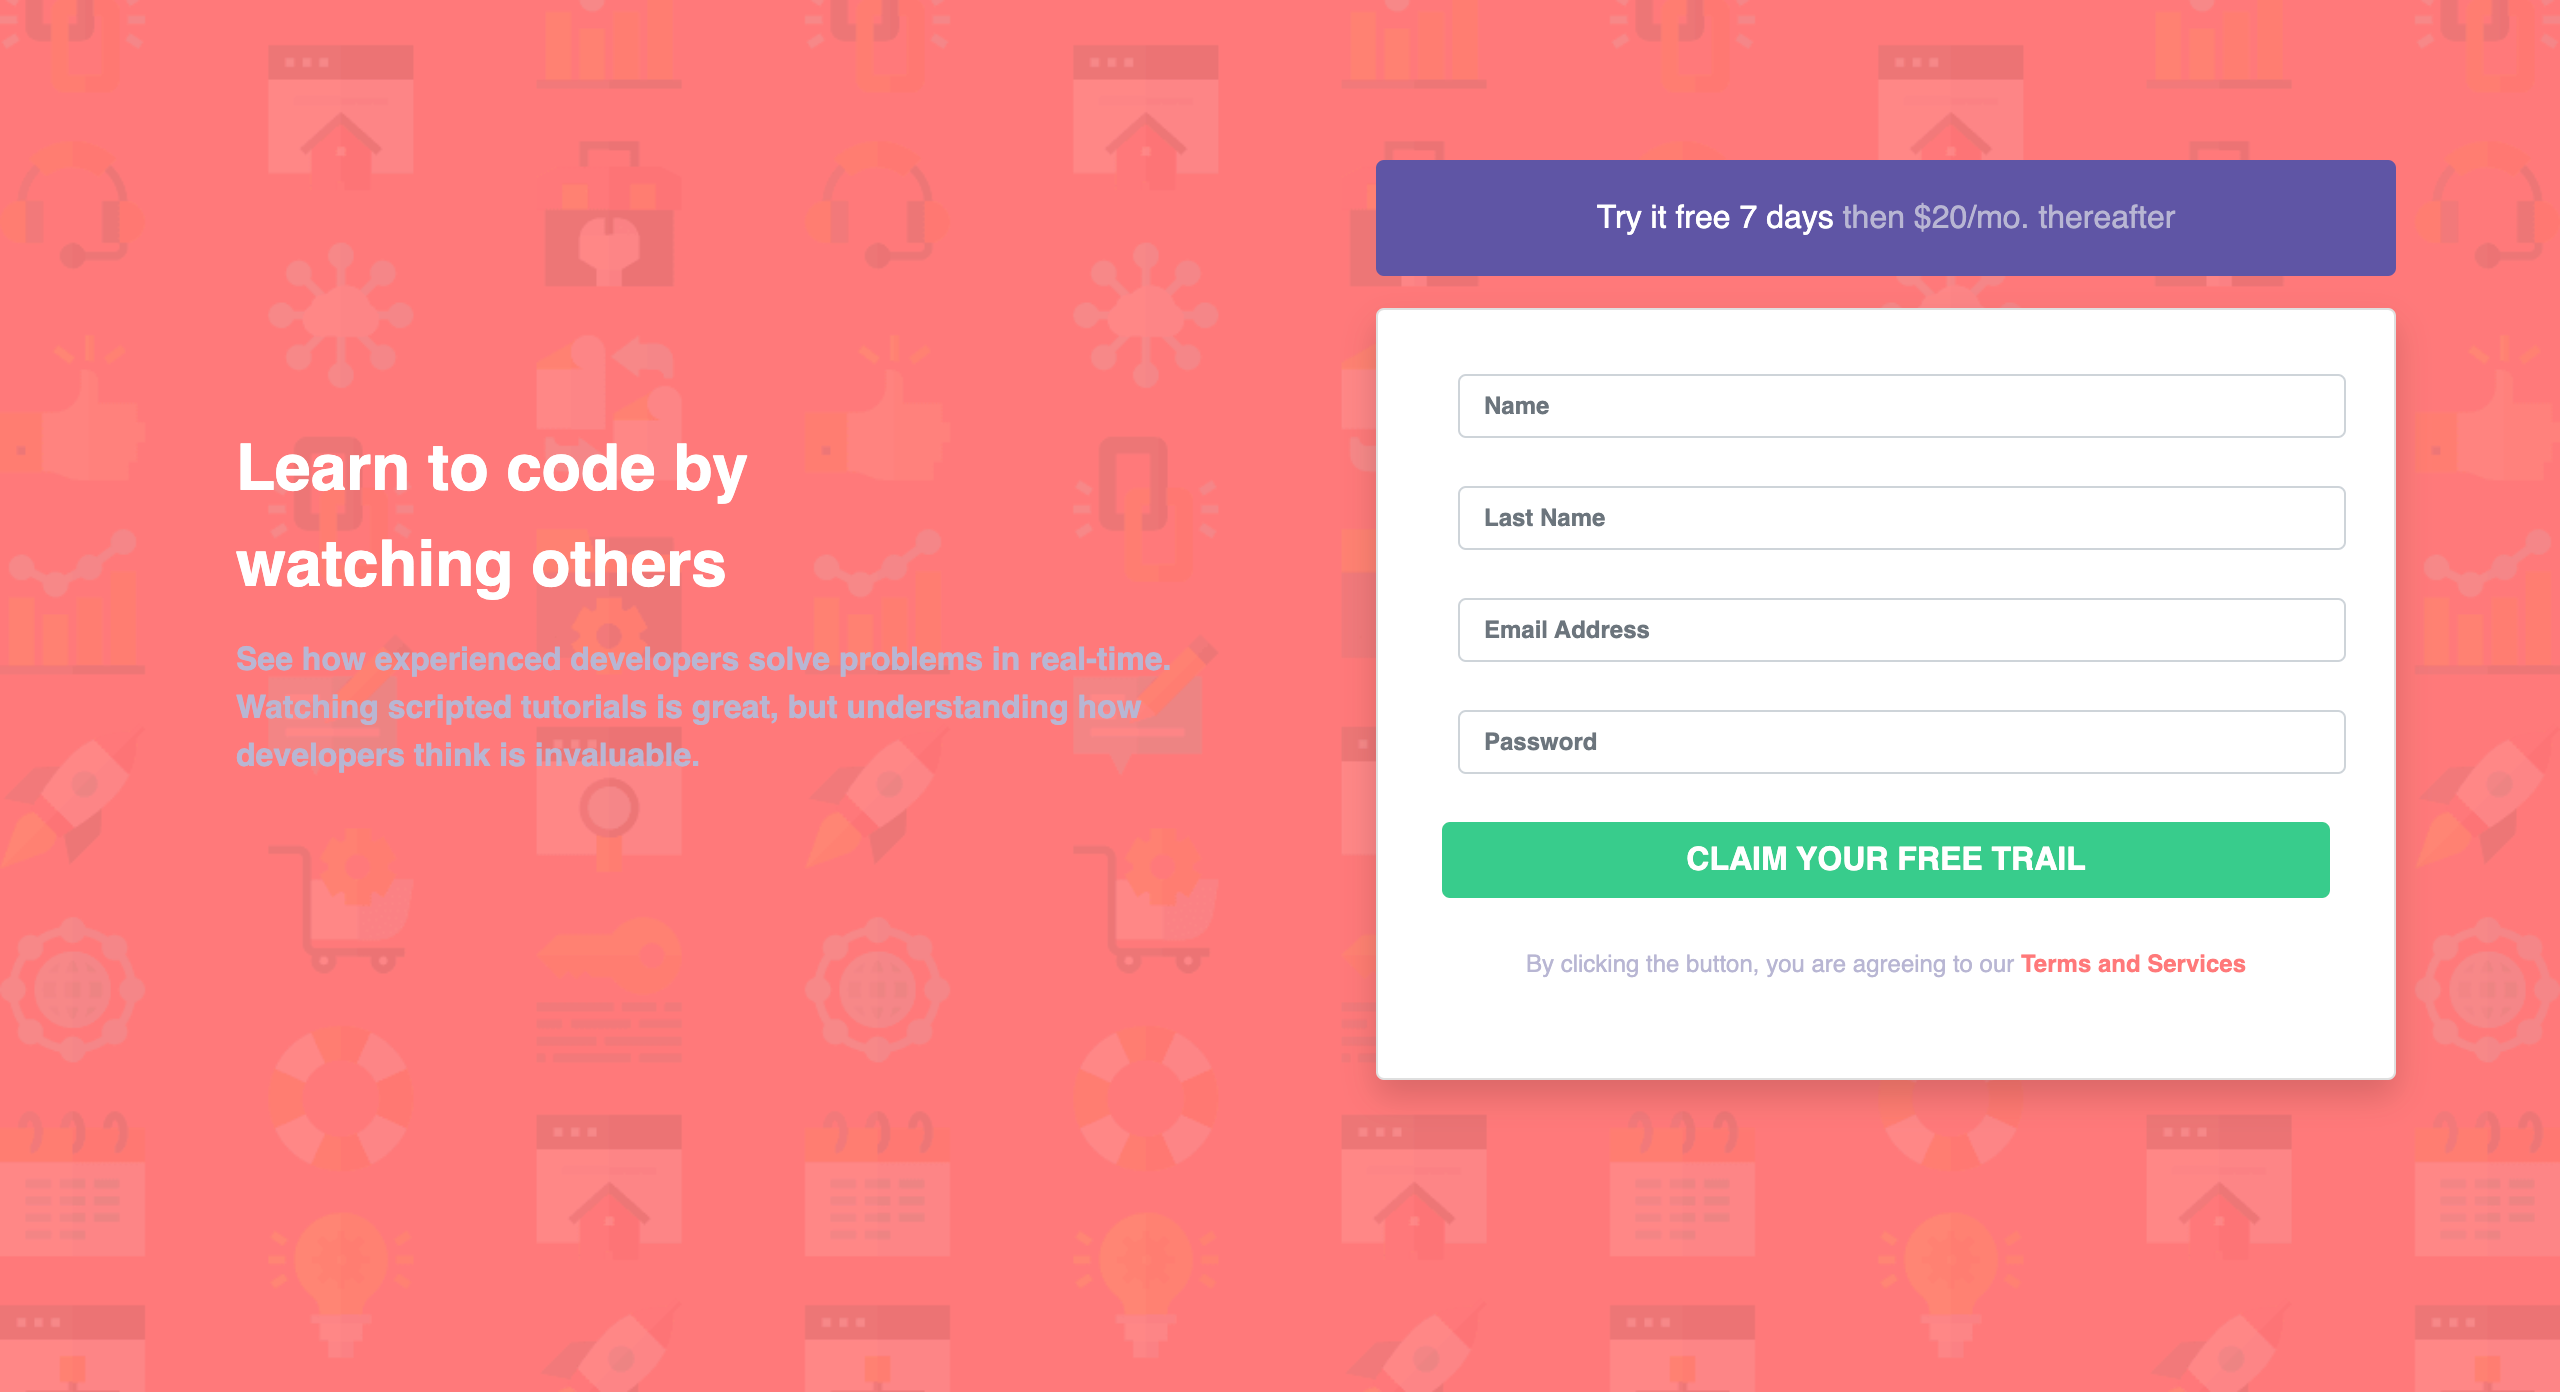 Learn to code by
watching others
See how experienced developers solve problems in real-time.
Watching scripted tutorials is great, but understanding how
developers think is invaluable.
Try it free 7 days then $20/mo. thereafter
Name
Last Name
Email Address
Password
CLAIM YOUR FREE TRAIL
By clicking the button, you are agreeing to our Terms and Services